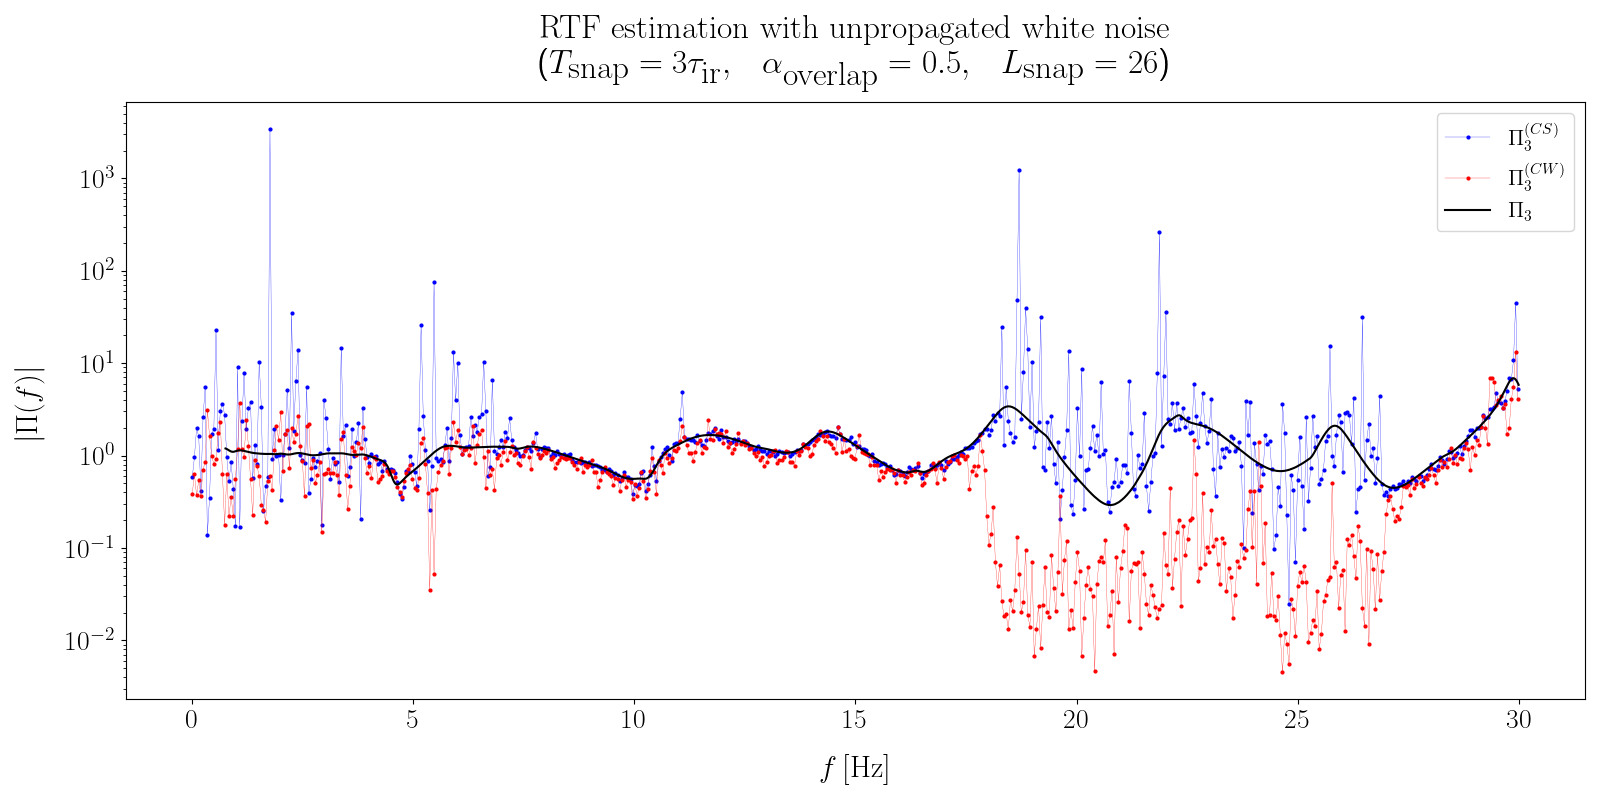 RTF estimation with unpropagated white noise
(T_snap = 3τ_ir, α_overlap = 0.5, L_snap = 26)
Π_3^(CS)
Π_3^(CW)
Π_3
|Π(f)|
10^3
10^2
10^1
10^0
10^−1
10^−2
0 5 10 15 20 25 30
f [Hz]